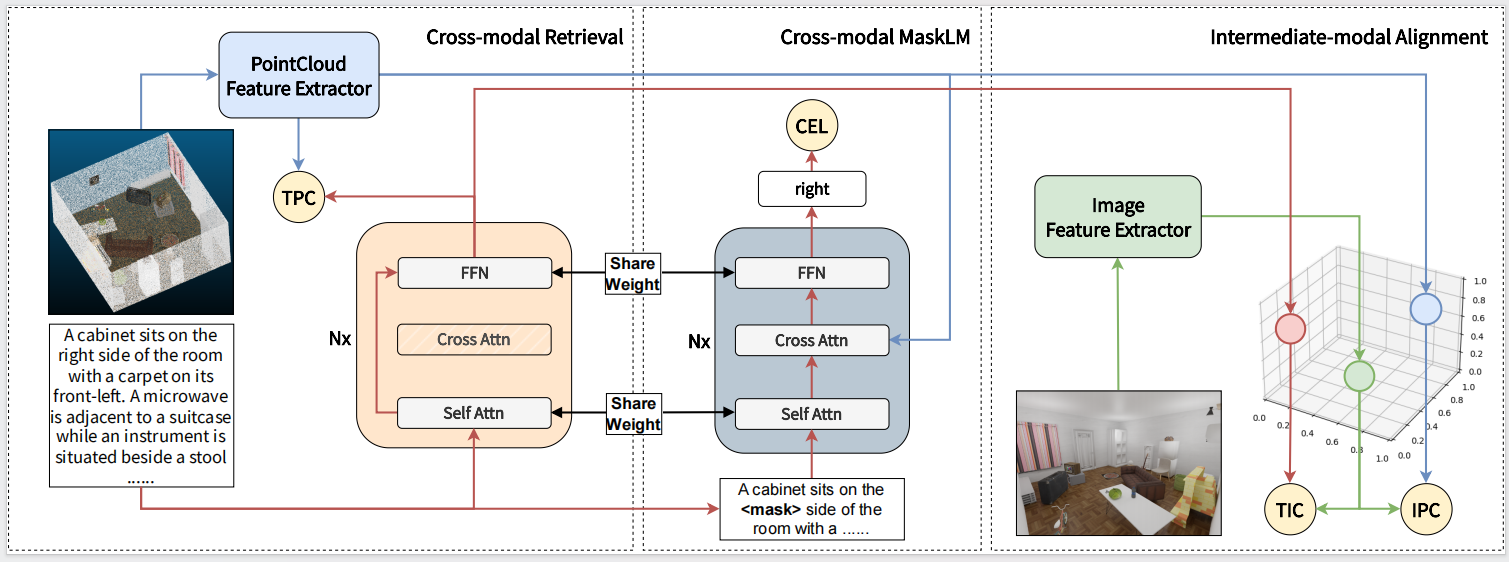 Cross-modal Retrieval
PointCloud
Feature Extractor
TPC
A cabinet sits on the
right side of the room
with a carpet on its
front-left. A microwave
is adjacent to a suitcase
while an instrument is
situated beside a stool
......
Nx
FFN
Cross Attn
Self Attn
Share
Weight
Share
Weight
Cross-modal MaskLM
CEL
right
Nx
FFN
Cross Attn
Self Attn
A cabinet sits on the
<mask> side of the
room with a ......
Intermediate-modal Alignment
Image
Feature Extractor
1.0
0.8
0.6
0.4
0.2
0.0
0.0
0.2
0.4
0.6
0.8
1.0
1.0
0.8
0.6
0.4
0.2
0.0
TIC
IPC